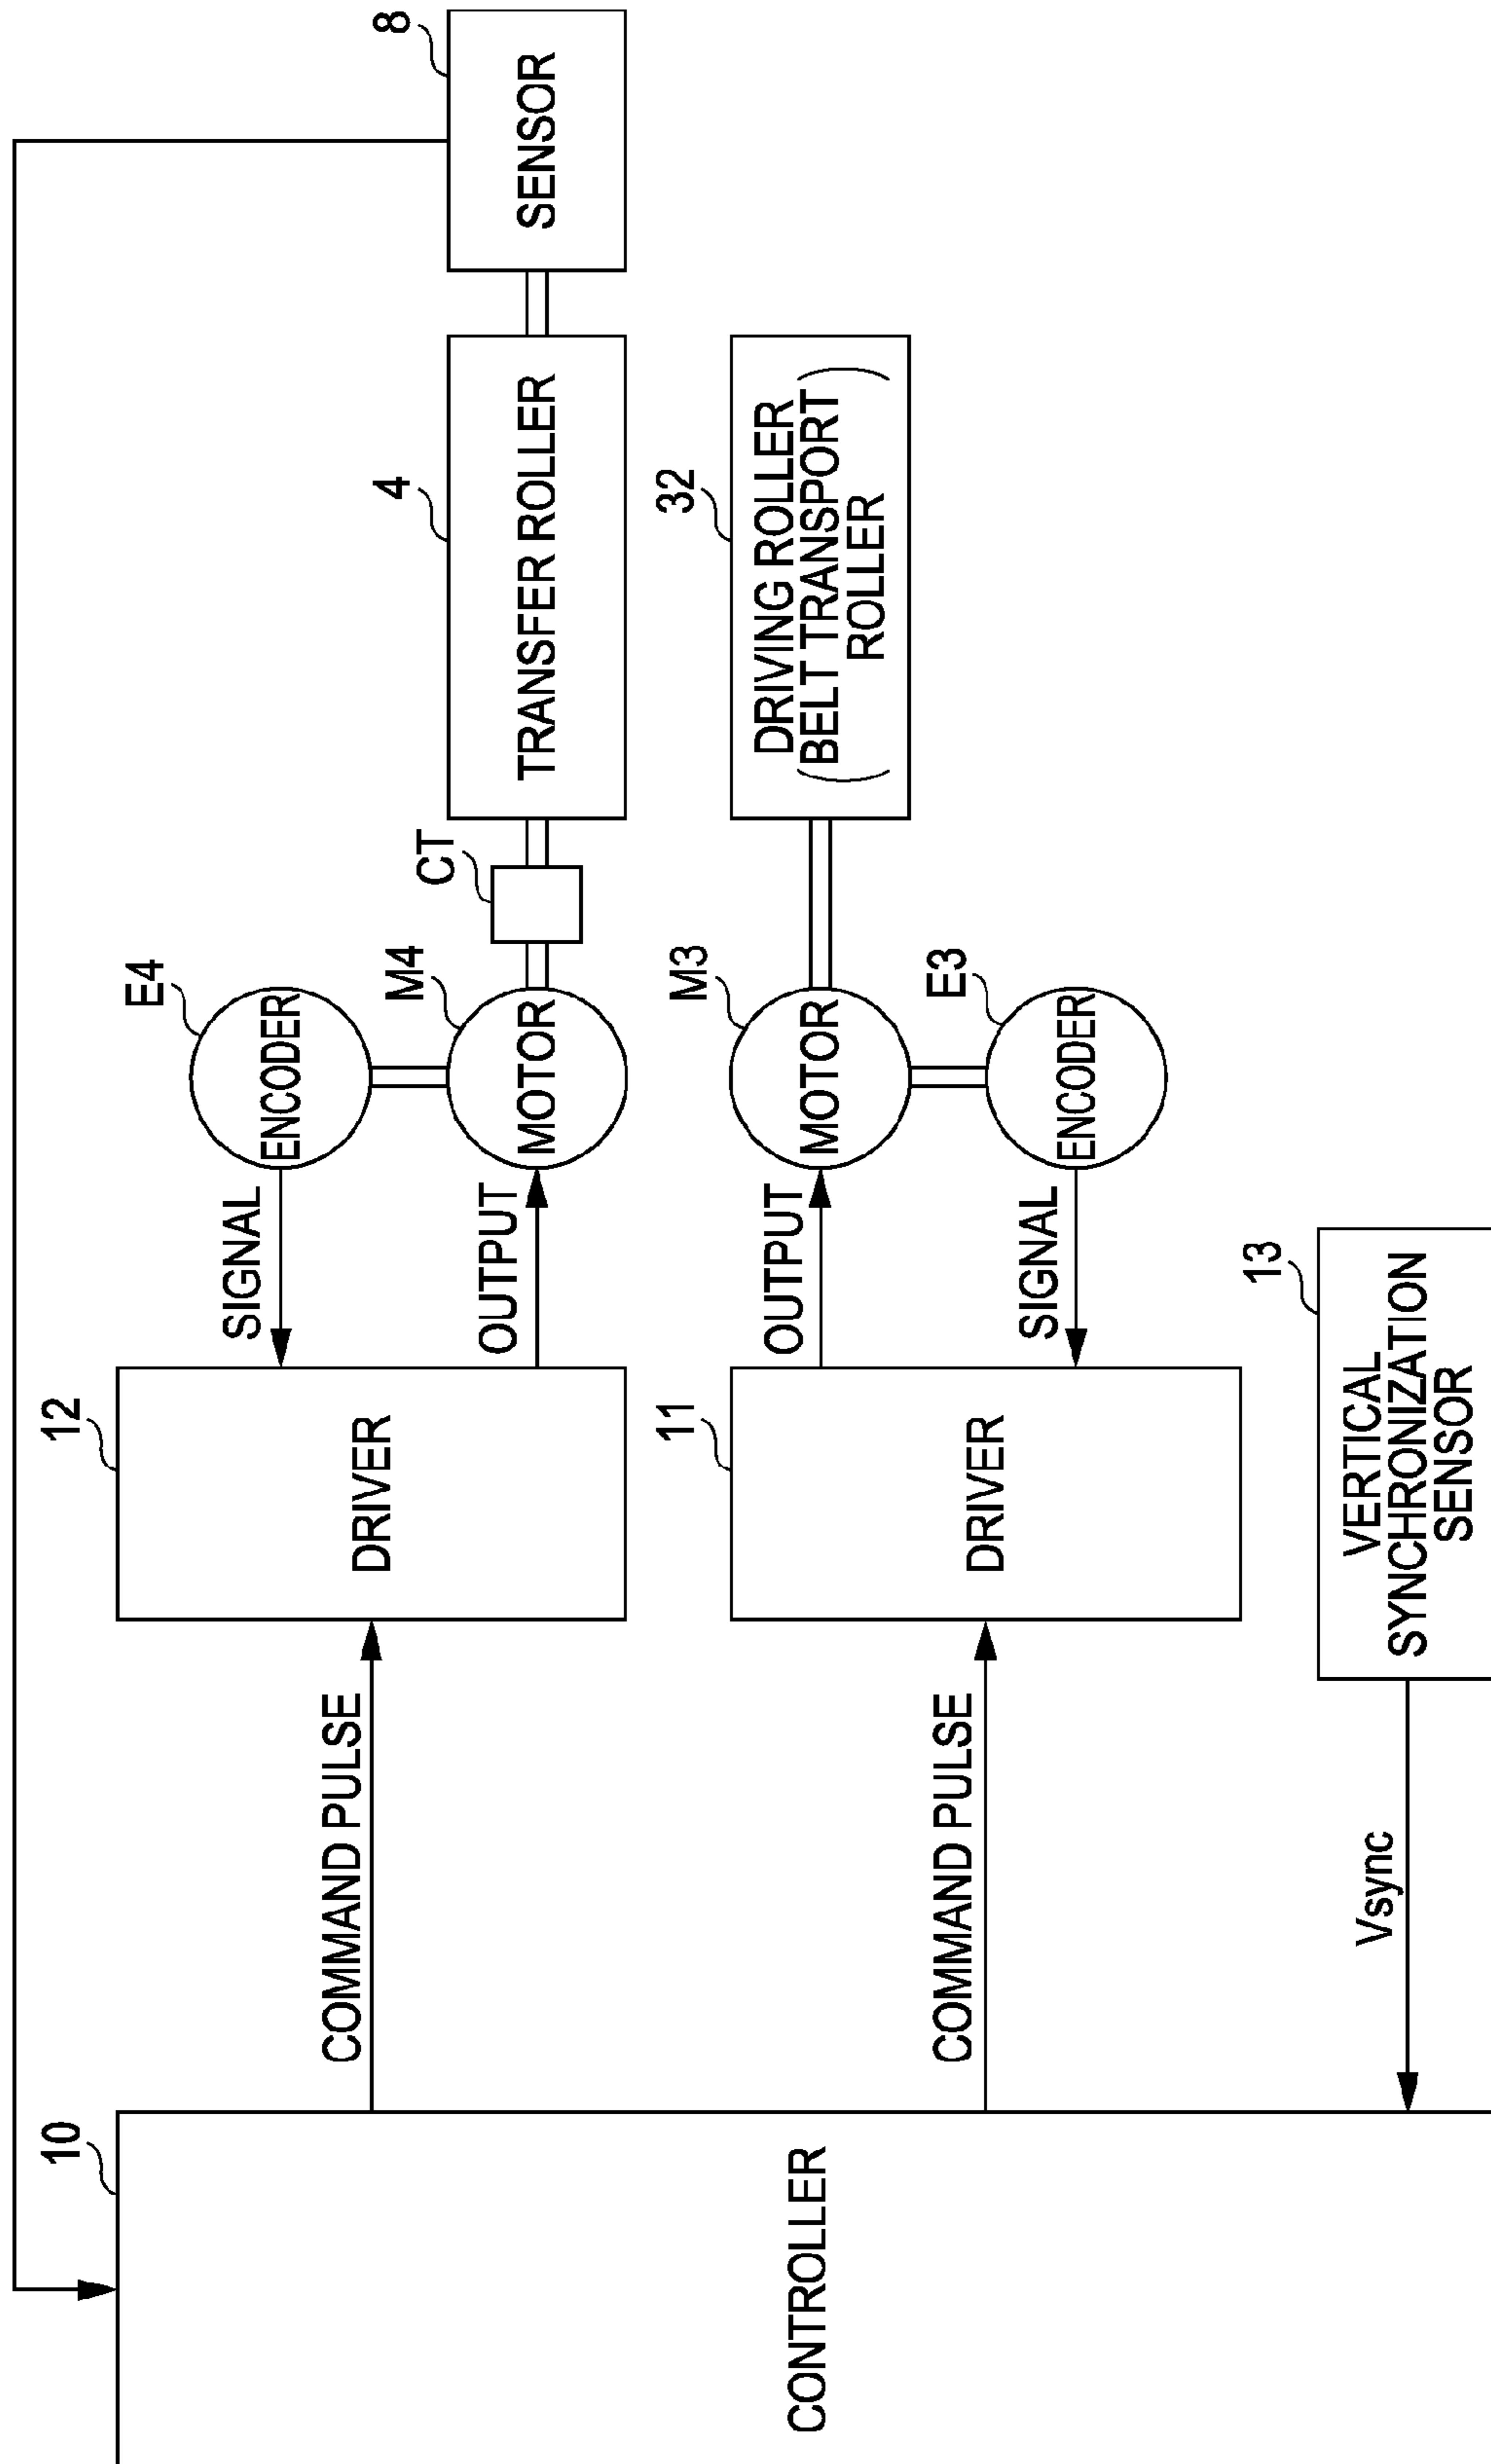 10
CONTROLLER
COMMAND PULSE
12
DRIVER
SIGNAL
E4
ENCODER
OUTPUT
M4
MOTOR
CT
4
TRANSFER ROLLER
8
SENSOR
COMMAND PULSE
11
DRIVER
OUTPUT
M3
MOTOR
32
DRIVING ROLLER
(BELT TRANSPORT
ROLLER)
SIGNAL
E3
ENCODER
Vsync
13
VERTICAL
SYNCHRONIZATION
SENSOR